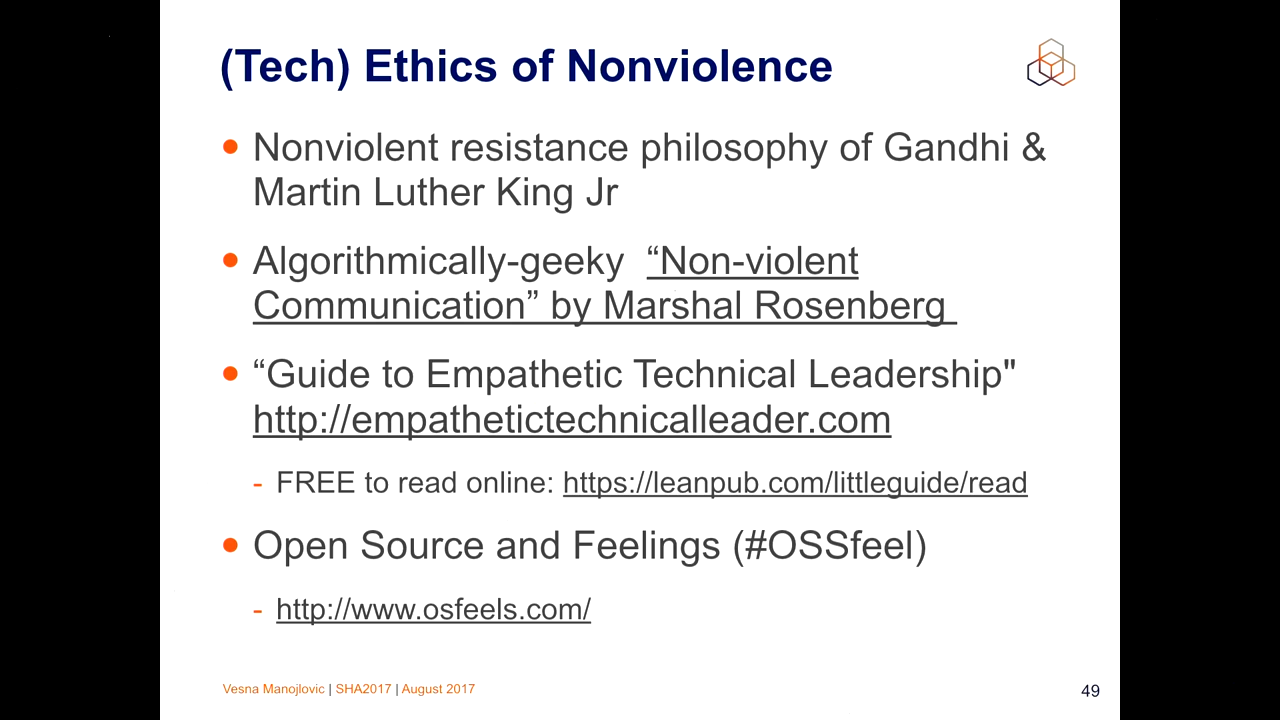 (Tech) Ethics of Nonviolence
• Nonviolent resistance philosophy of Gandhi &
Martin Luther King Jr
• Algorithmically-geeky “Non-violent
Communication” by Marshal Rosenberg
• “Guide to Empathetic Technical Leadership"
http://empathetictechnicalleader.com
- FREE to read online: https://leanpub.com/littleguide/read
• Open Source and Feelings (#OSSfeel)
- http://www.osfeels.com/
Vesna Manojlovic | SHA2017 | August 2017
49